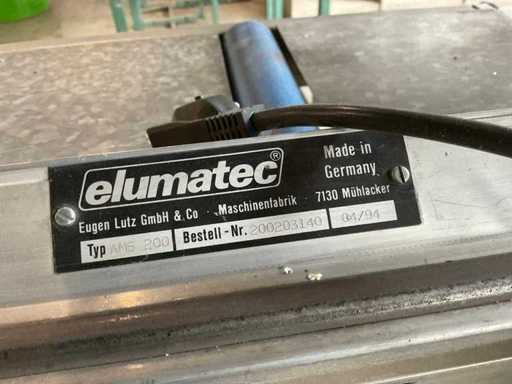 elumatec®
Made in
Germany
Eugen Lutz GmbH & Co · Maschinenfabrik · 7130 Mühlacker
Typ AMS 200 Bestell-Nr. 200203140 04/94